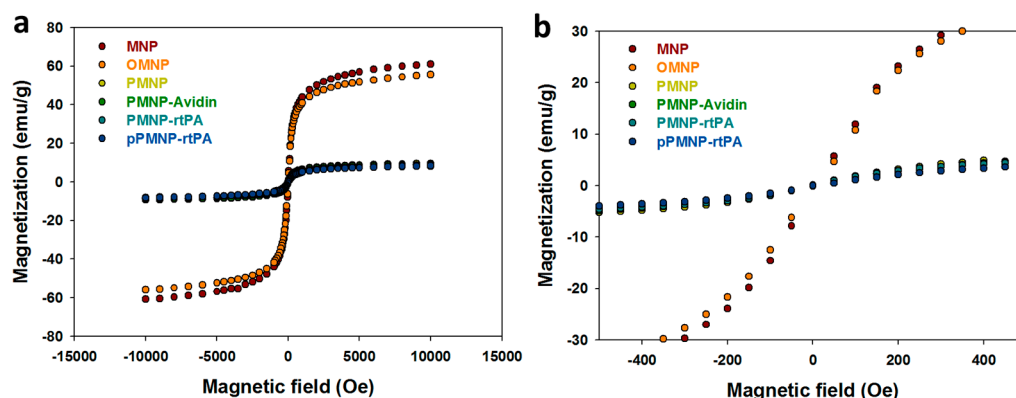 a
Magnetization (emu/g)
80
60
40
20
0
-20
-40
-60
-80
MNP
OMNP
PMNP
PMNP-Avidin
PMNP-rtPA
pPMNP-rtPA
-15000 -10000 -5000 0 5000 10000 15000
Magnetic field (Oe)
b
Magnetization (emu/g)
30
20
10
0
-10
-20
-30
MNP
OMNP
PMNP
PMNP-Avidin
PMNP-rtPA
pPMNP-rtPA
-400 -200 0 200 400
Magnetic field (Oe)